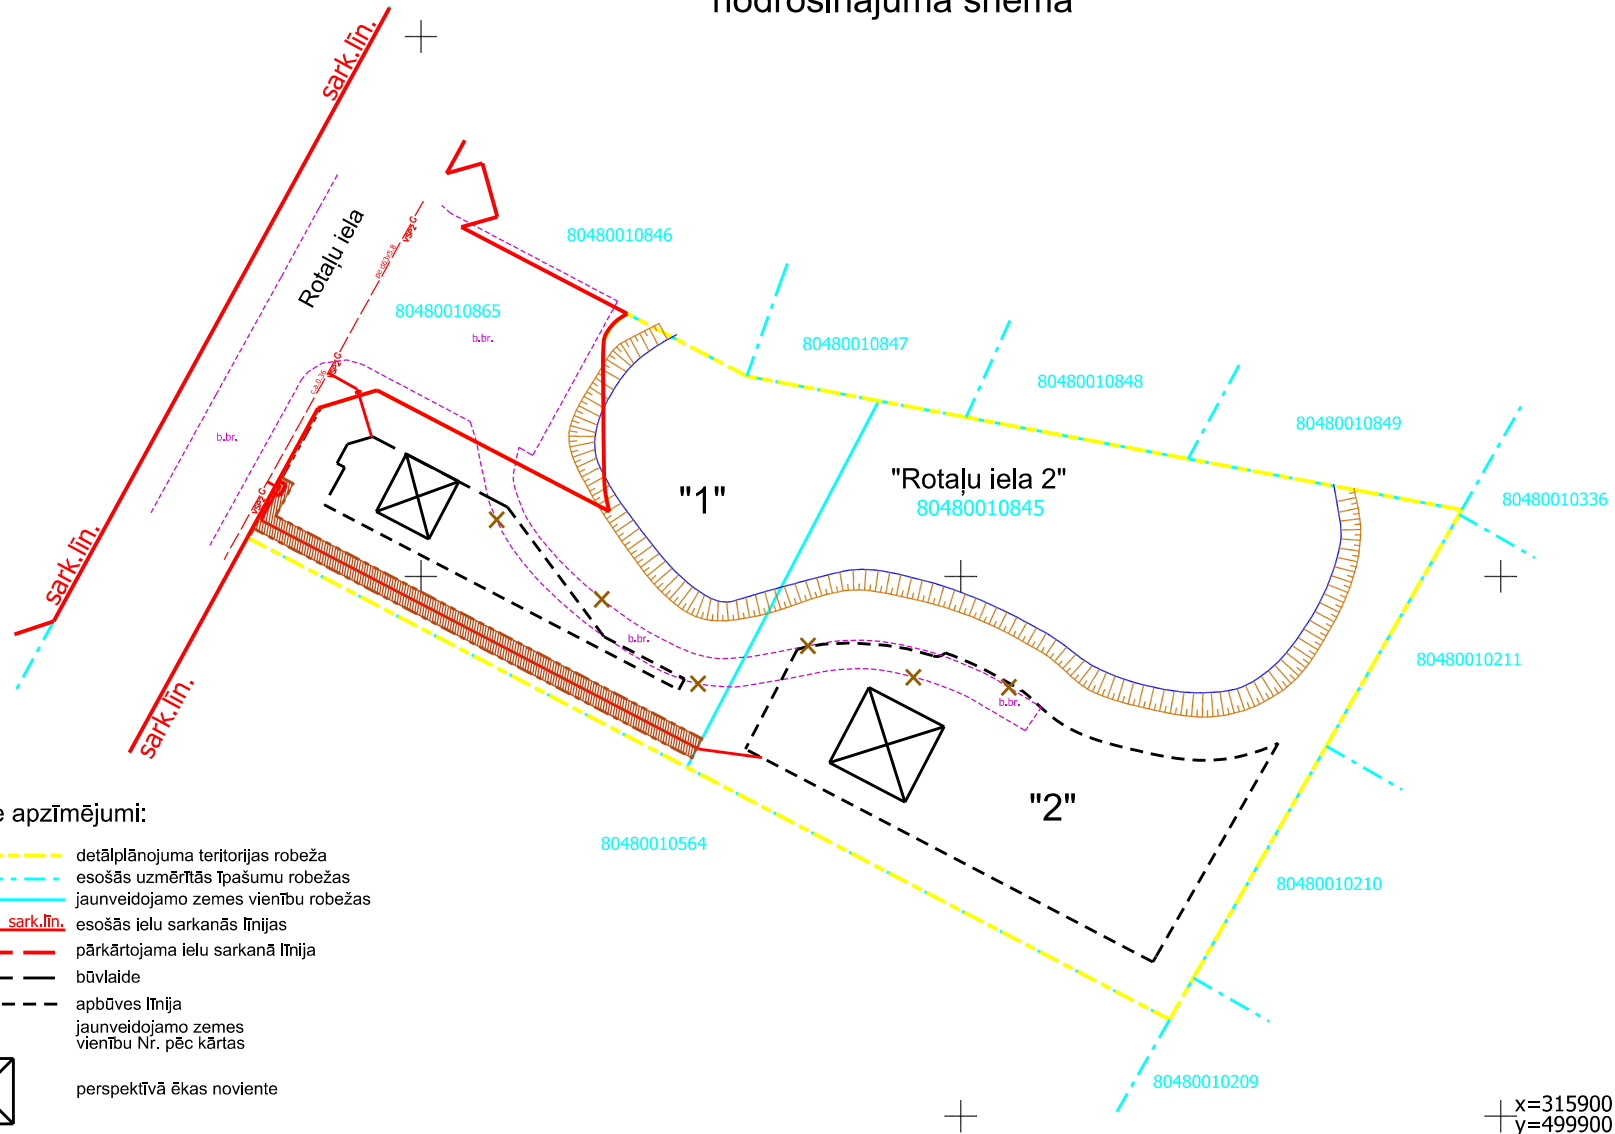 nodrošinājuma shēma
sark.līn.
Rotaļu iela
80480010846
80480010865
b.br.
80480010847
80480010848
80480010849
80480010336
b.br.
"1"
"Rotaļu iela 2"
80480010845
sark.līn.
b.br.
80480010211
sark.līn.
b.br.
"2"
80480010564
80480010210
80480010209
e apzīmējumi:
detālplānojuma teritorijas robeža
esošās uzmērītās īpašumu robežas
jaunveidojamo zemes vienību robežas
sark.līn. esošās ielu sarkanās līnijas
pārkārtojama ielu sarkanā līnija
būvlaide
apbūves līnija
jaunveidojamo zemes
vienību Nr. pēc kārtas
perspektīvā ēkas noviente
x=315900
y=499900